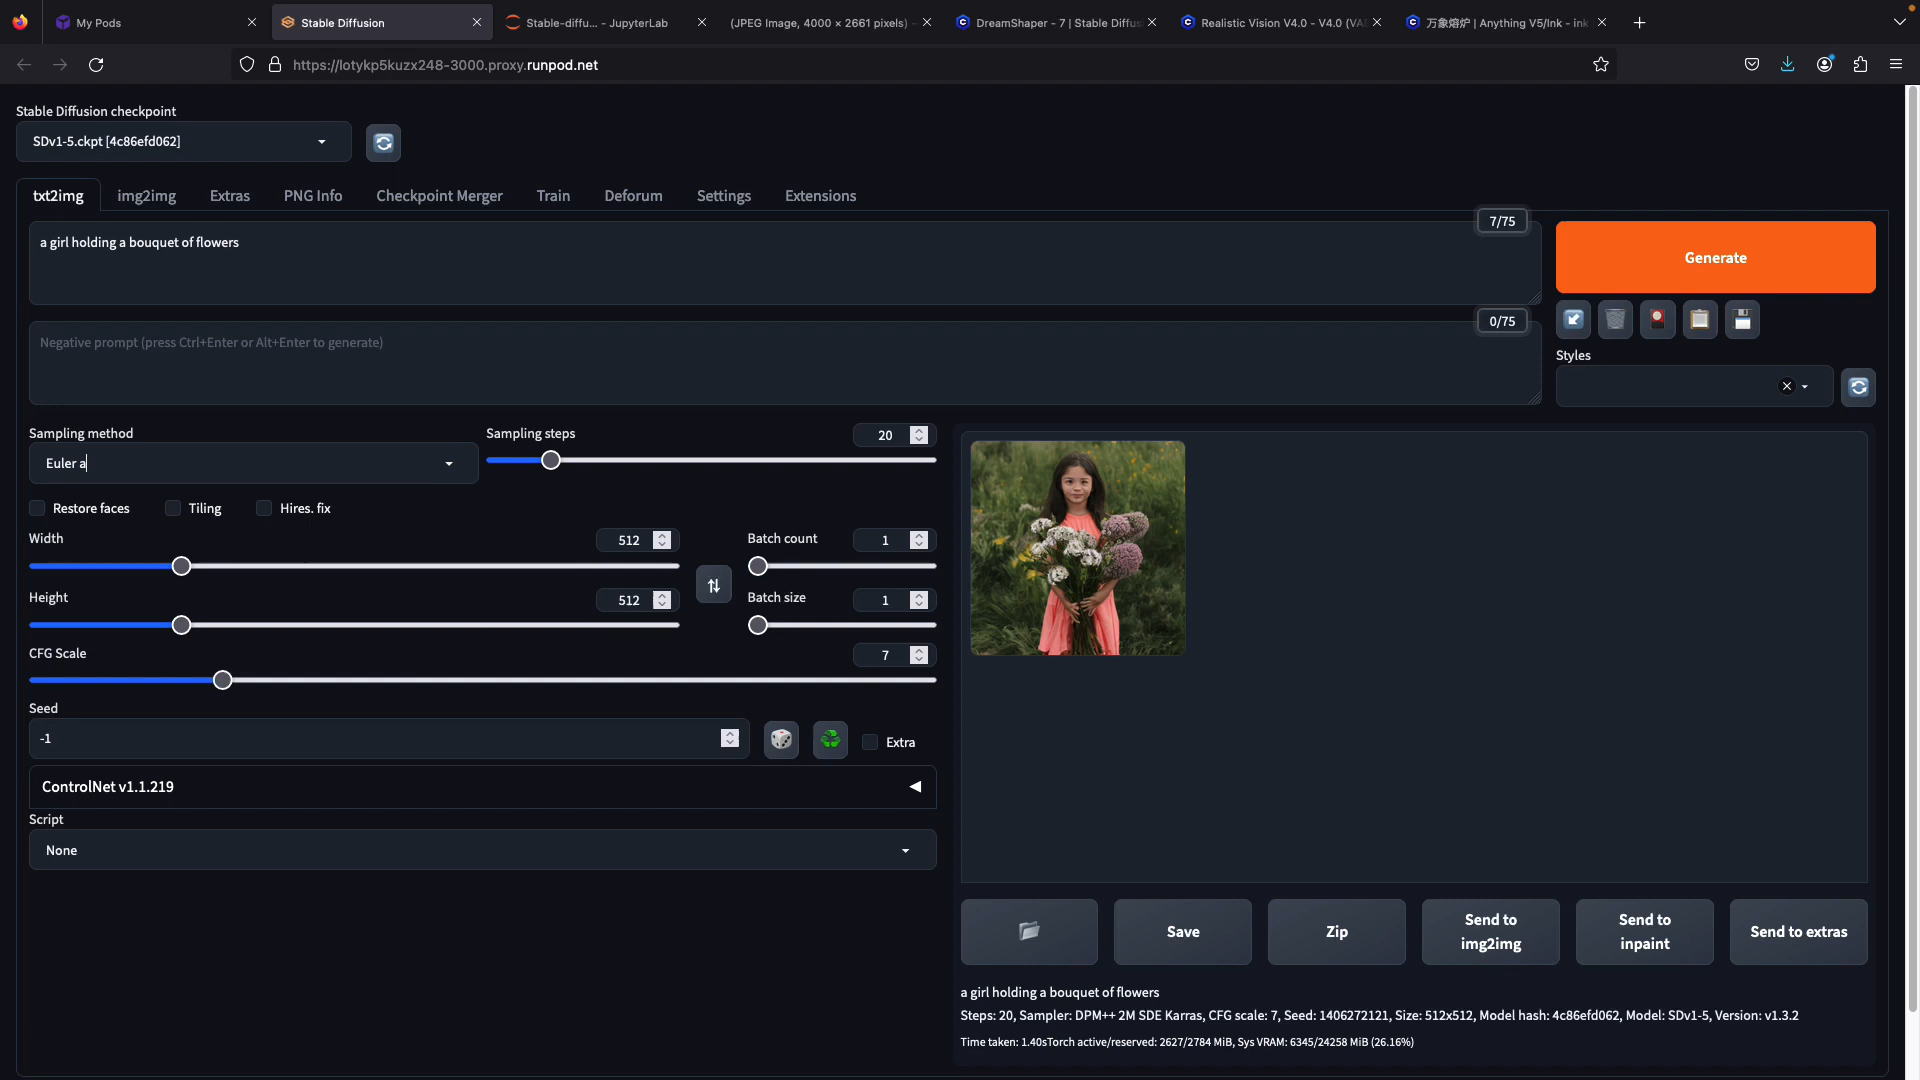 My Pods
Stable Diffusion
Stable-diffu... - JupyterLab
(JPEG Image, 4000 × 2661 pixels) –
DreamShaper - 7 | Stable Diffus
Realistic Vision V4.0 - V4.0 (VA
万象熔炉 | Anything V5/Ink - ink
https://lotykp5kuzx248-3000.proxy.runpod.net
Stable Diffusion checkpoint
SDv1-5.ckpt [4c86efd062]
txt2img
img2img
Extras
PNG Info
Checkpoint Merger
Train
Deforum
Settings
Extensions
a girl holding a bouquet of flowers
7/75
Generate
Negative prompt (press Ctrl+Enter or Alt+Enter to generate)
0/75
Styles
Sampling method
Euler a
Sampling steps
20
Restore faces
Tiling
Hires. fix
Width
512
Batch count
1
Height
512
Batch size
1
CFG Scale
7
Seed
-1
Extra
ControlNet v1.1.219
Script
None
Save
Zip
Send to img2img
Send to inpaint
Send to extras
a girl holding a bouquet of flowers
Steps: 20, Sampler: DPM++ 2M SDE Karras, CFG scale: 7, Seed: 1406272121, Size: 512x512, Model hash: 4c86efd062, Model: SDv1-5, Version: v1.3.2
Time taken: 1.40sTorch active/reserved: 2627/2784 MiB, Sys VRAM: 6345/24258 MiB (26.16%)